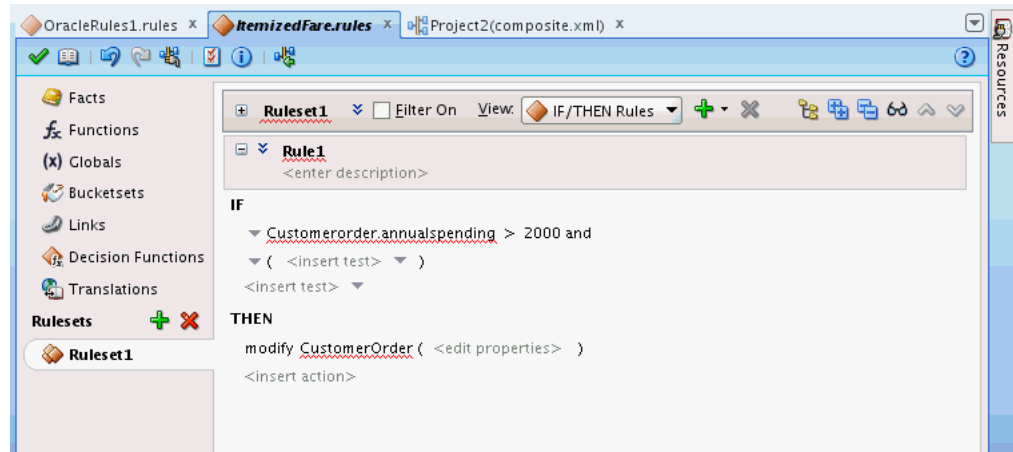 OracleRules1.rules x ItemizedFare.rules x Project2(composite.xml) x
Resources
Facts
Functions
(x) Globals
Bucketsets
Links
Decision Functions
Translations
Rulesets
Ruleset1
Ruleset1 Filter On View: IF/THEN Rules
Rule1
<enter description>
IF
Customerorder.annualspending > 2000 and
( <insert test> )
<insert test>
THEN
modify CustomerOrder ( <edit properties> )
<insert action>